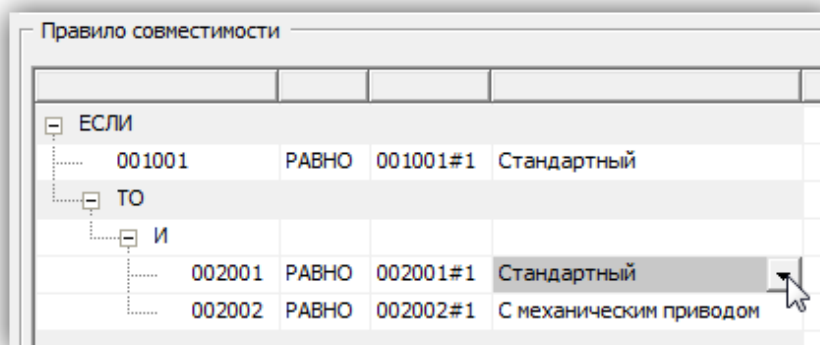 Правило совместимости
ЕСЛИ
001001 РАВНО 001001#1 Стандартный
ТО
И
002001 РАВНО 002001#1 Стандартный
002002 РАВНО 002002#1 С механическим приводом